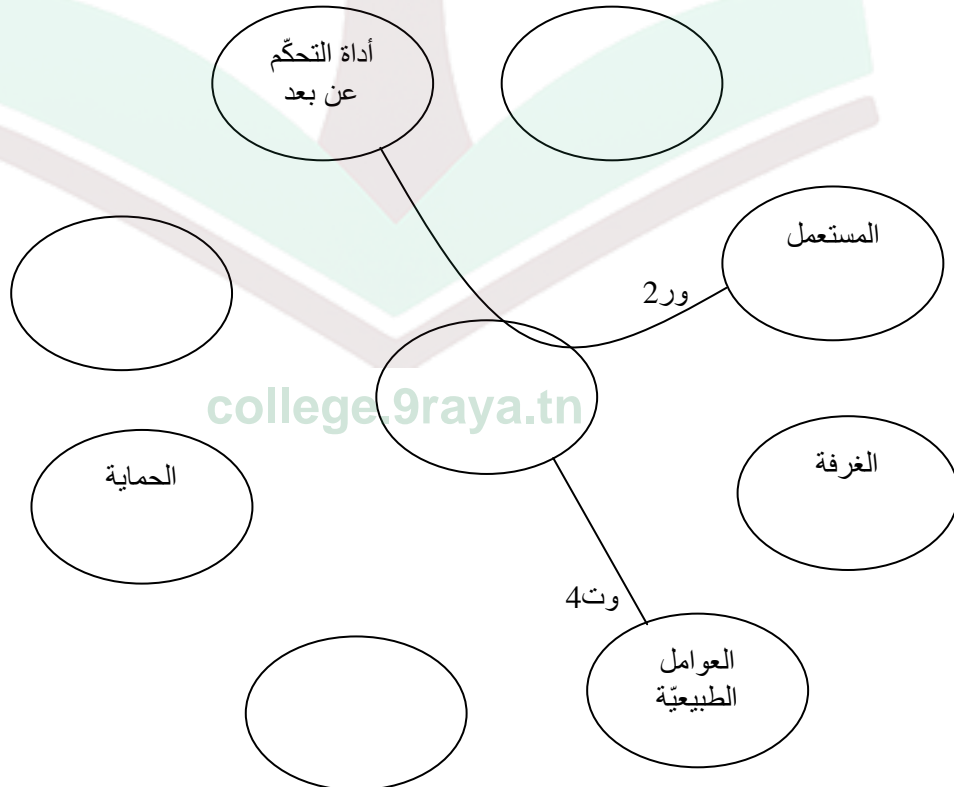 أداة التحكّم
عن بعد
المستعمل
ور2
college.9raya.tn
الغرفة
الحماية
وت4
العوامل
الطبيعيّة